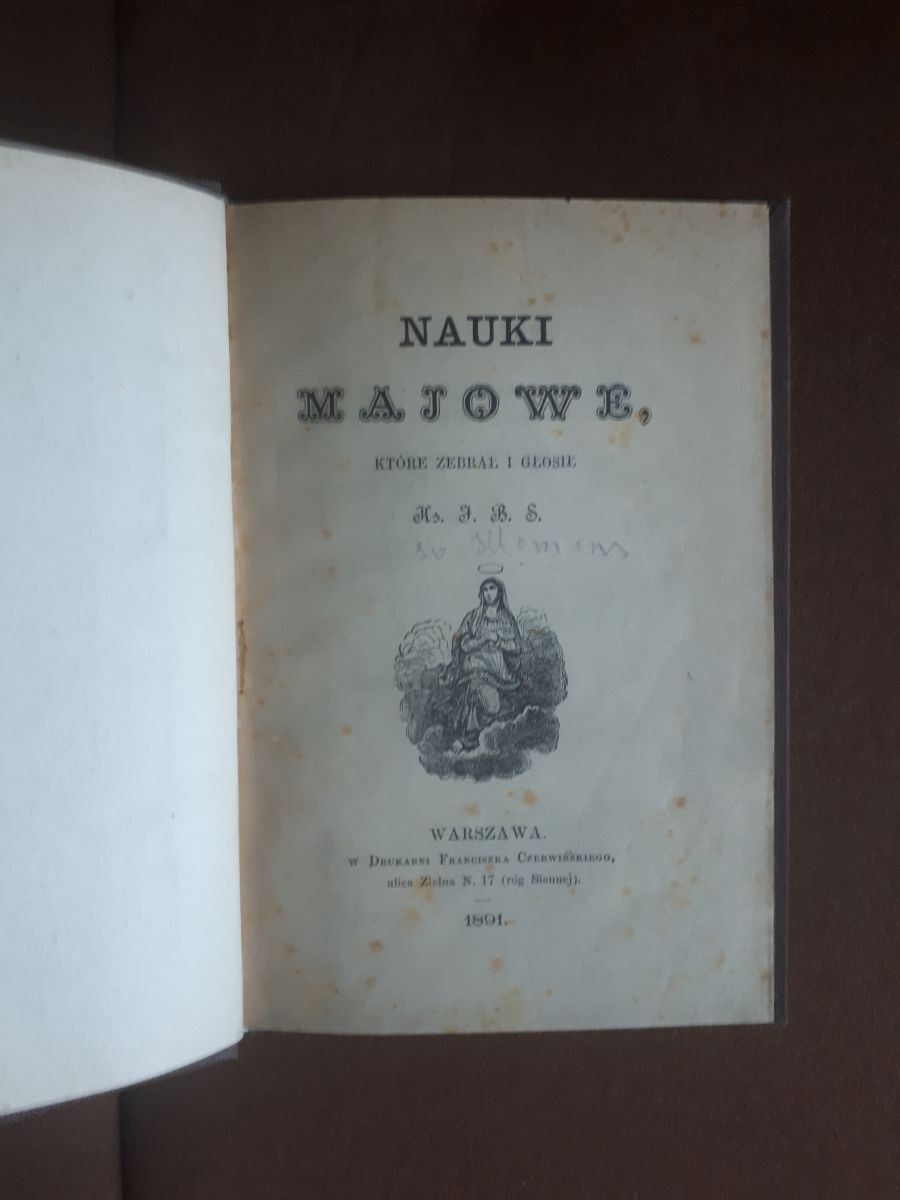 NAUKI
MAJOWE,
KTÓRE ZEBRAŁ I GŁOSIŁ
Ks. J. B. S.
WARSZAWA.
W DRUKARNI FRANCISZKA CZERWIŃSKIEGO,
ulica Zielna N. 17 (róg Siennej).
1891.